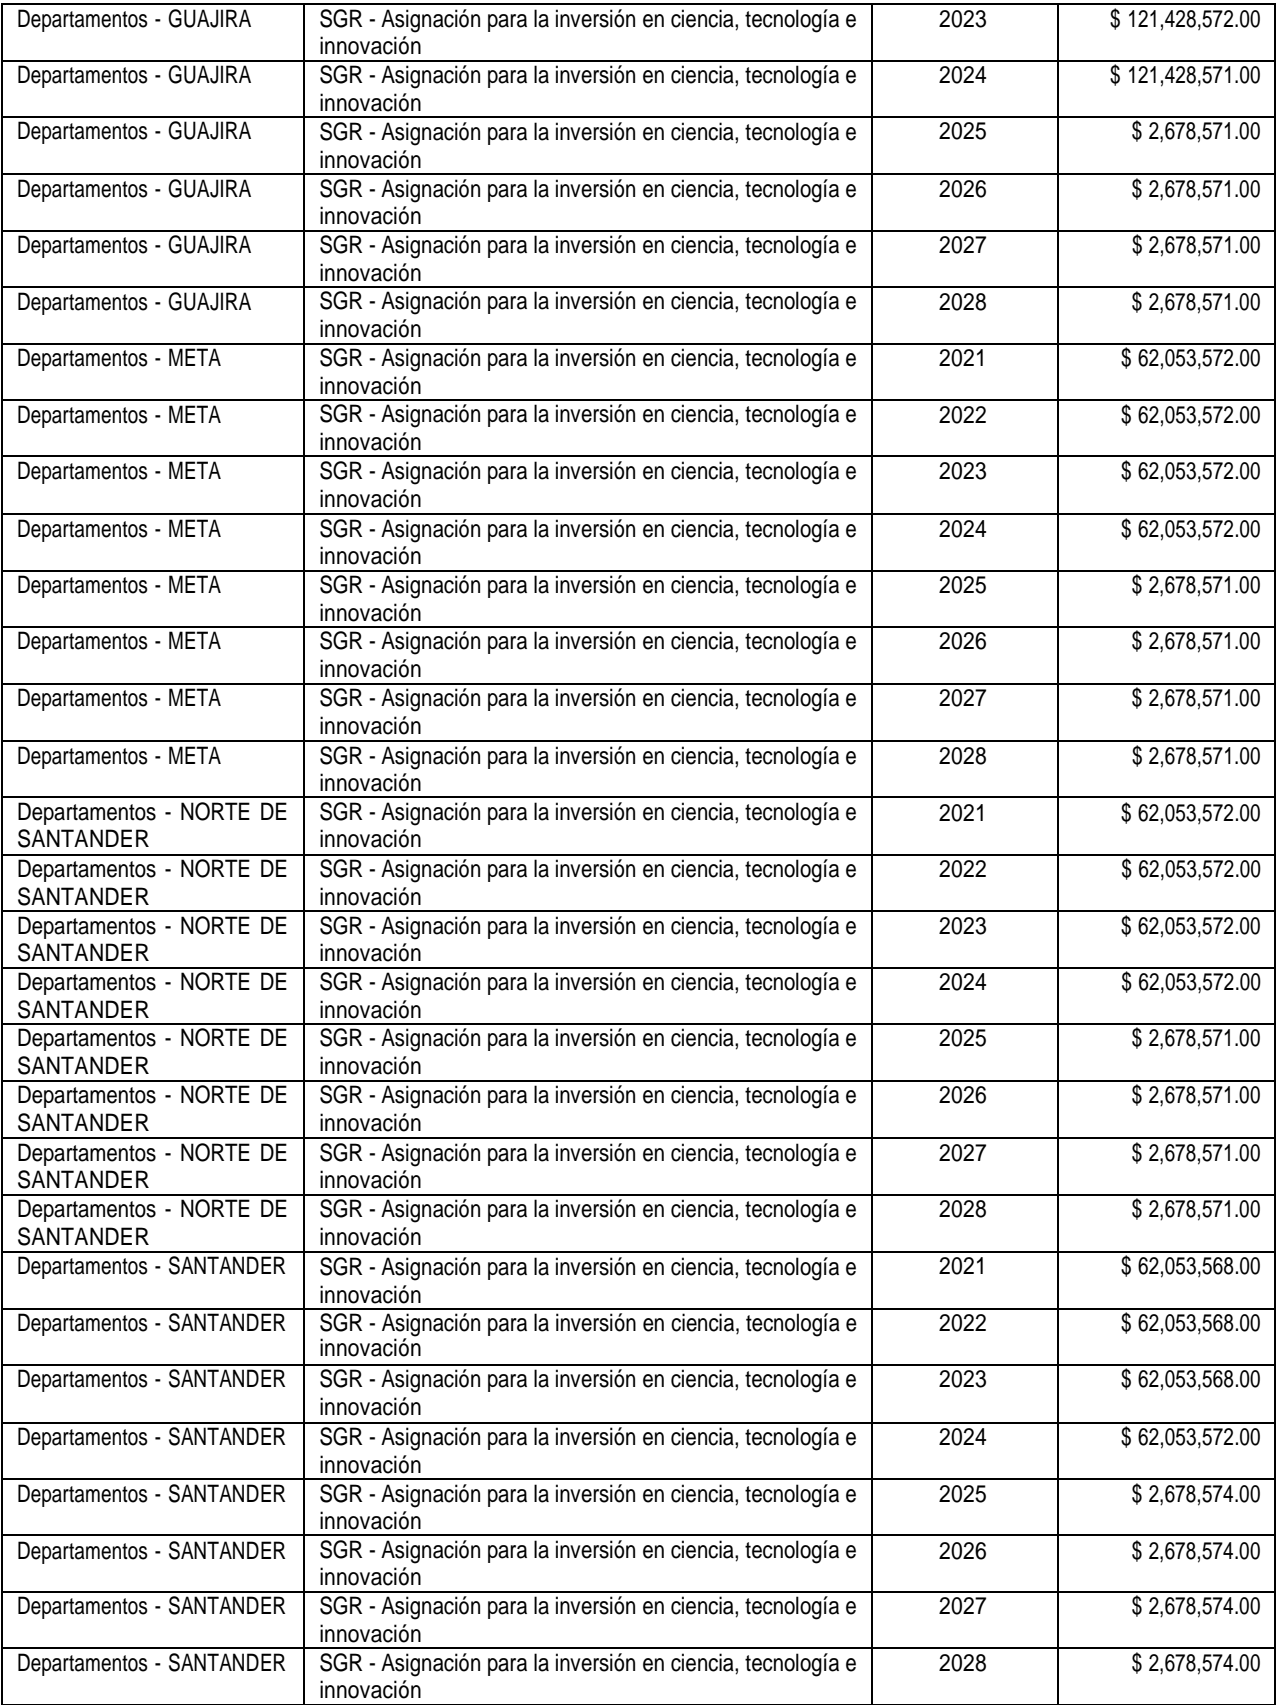 Departamentos - GUAJIRA SGR - Asignación para la inversión en ciencia, tecnología e 2023 $ 121,428,572.00
innovación
Departamentos - GUAJIRA SGR - Asignación para la inversión en ciencia, tecnología e 2024 $ 121,428,571.00
innovación
Departamentos - GUAJIRA SGR - Asignación para la inversión en ciencia, tecnología e 2025 $ 2,678,571.00
innovación
Departamentos - GUAJIRA SGR - Asignación para la inversión en ciencia, tecnología e 2026 $ 2,678,571.00
innovación
Departamentos - GUAJIRA SGR - Asignación para la inversión en ciencia, tecnología e 2027 $ 2,678,571.00
innovación
Departamentos - GUAJIRA SGR - Asignación para la inversión en ciencia, tecnología e 2028 $ 2,678,571.00
innovación
Departamentos - META SGR - Asignación para la inversión en ciencia, tecnología e 2021 $ 62,053,572.00
innovación
Departamentos - META SGR - Asignación para la inversión en ciencia, tecnología e 2022 $ 62,053,572.00
innovación
Departamentos - META SGR - Asignación para la inversión en ciencia, tecnología e 2023 $ 62,053,572.00
innovación
Departamentos - META SGR - Asignación para la inversión en ciencia, tecnología e 2024 $ 62,053,572.00
innovación
Departamentos - META SGR - Asignación para la inversión en ciencia, tecnología e 2025 $ 2,678,571.00
innovación
Departamentos - META SGR - Asignación para la inversión en ciencia, tecnología e 2026 $ 2,678,571.00
innovación
Departamentos - META SGR - Asignación para la inversión en ciencia, tecnología e 2027 $ 2,678,571.00
innovación
Departamentos - META SGR - Asignación para la inversión en ciencia, tecnología e 2028 $ 2,678,571.00
innovación
Departamentos - NORTE DE SGR - Asignación para la inversión en ciencia, tecnología e 2021 $ 62,053,572.00
SANTANDER innovación
Departamentos - NORTE DE SGR - Asignación para la inversión en ciencia, tecnología e 2022 $ 62,053,572.00
SANTANDER innovación
Departamentos - NORTE DE SGR - Asignación para la inversión en ciencia, tecnología e 2023 $ 62,053,572.00
SANTANDER innovación
Departamentos - NORTE DE SGR - Asignación para la inversión en ciencia, tecnología e 2024 $ 62,053,572.00
SANTANDER innovación
Departamentos - NORTE DE SGR - Asignación para la inversión en ciencia, tecnología e 2025 $ 2,678,571.00
SANTANDER innovación
Departamentos - NORTE DE SGR - Asignación para la inversión en ciencia, tecnología e 2026 $ 2,678,571.00
SANTANDER innovación
Departamentos - NORTE DE SGR - Asignación para la inversión en ciencia, tecnología e 2027 $ 2,678,571.00
SANTANDER innovación
Departamentos - NORTE DE SGR - Asignación para la inversión en ciencia, tecnología e 2028 $ 2,678,571.00
SANTANDER innovación
Departamentos - SANTANDER SGR - Asignación para la inversión en ciencia, tecnología e 2021 $ 62,053,568.00
innovación
Departamentos - SANTANDER SGR - Asignación para la inversión en ciencia, tecnología e 2022 $ 62,053,568.00
innovación
Departamentos - SANTANDER SGR - Asignación para la inversión en ciencia, tecnología e 2023 $ 62,053,568.00
innovación
Departamentos - SANTANDER SGR - Asignación para la inversión en ciencia, tecnología e 2024 $ 62,053,572.00
innovación
Departamentos - SANTANDER SGR - Asignación para la inversión en ciencia, tecnología e 2025 $ 2,678,574.00
innovación
Departamentos - SANTANDER SGR - Asignación para la inversión en ciencia, tecnología e 2026 $ 2,678,574.00
innovación
Departamentos - SANTANDER SGR - Asignación para la inversión en ciencia, tecnología e 2027 $ 2,678,574.00
innovación
Departamentos - SANTANDER SGR - Asignación para la inversión en ciencia, tecnología e 2028 $ 2,678,574.00
innovación